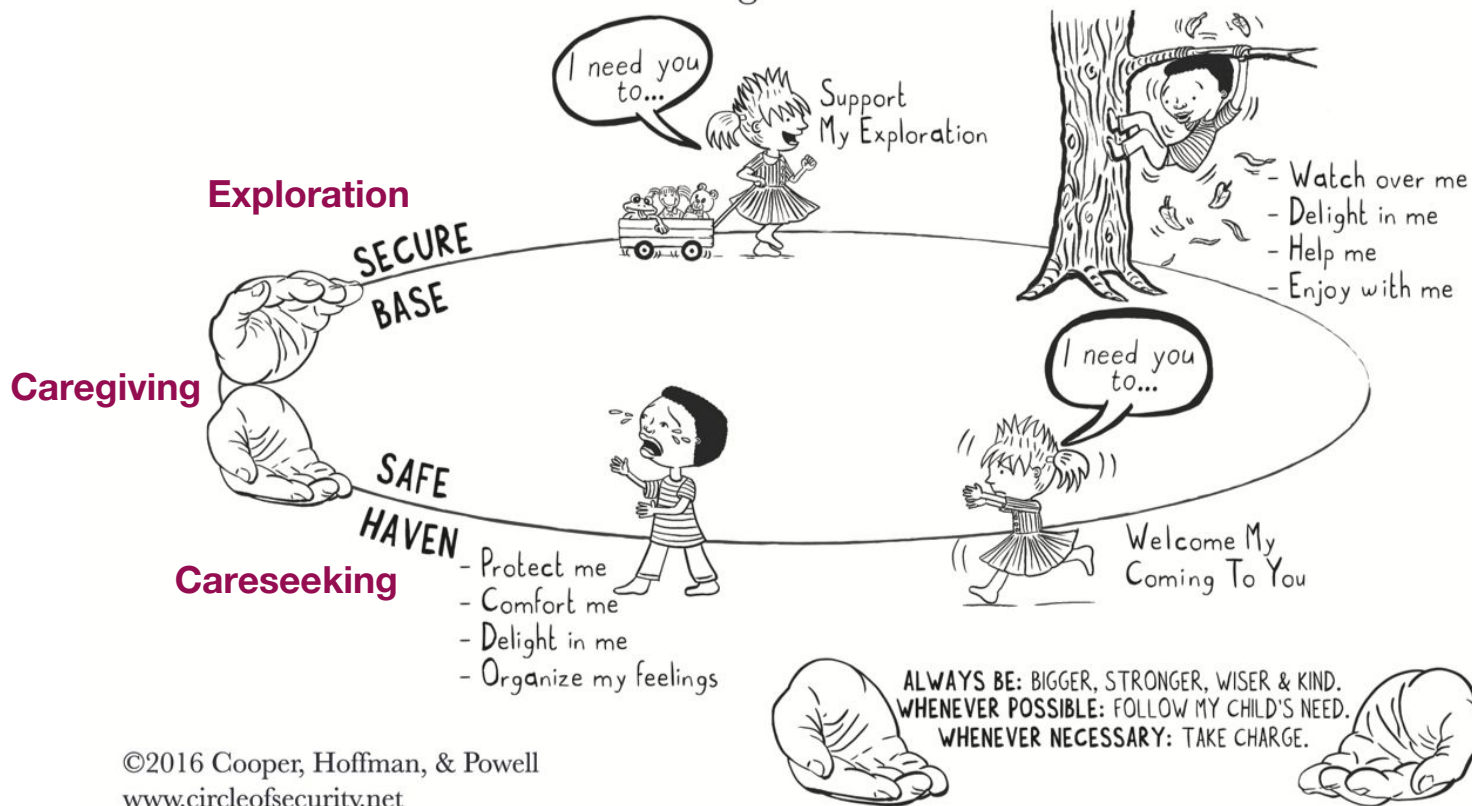 I need you
to...
Support
My Exploration
- Watch over me
- Delight in me
- Help me
- Enjoy with me
Exploration
SECURE
BASE
Caregiving
I need you
to...
SAFE
HAVEN
Careseeking
- Protect me
- Comfort me
- Delight in me
- Organize my feelings
Welcome My
Coming To You
ALWAYS BE: BIGGER, STRONGER, WISER & KIND.
WHENEVER POSSIBLE: FOLLOW MY CHILD'S NEED.
WHENEVER NECESSARY: TAKE CHARGE.
©2016 Cooper, Hoffman, & Powell
www.circleofsecurity.net